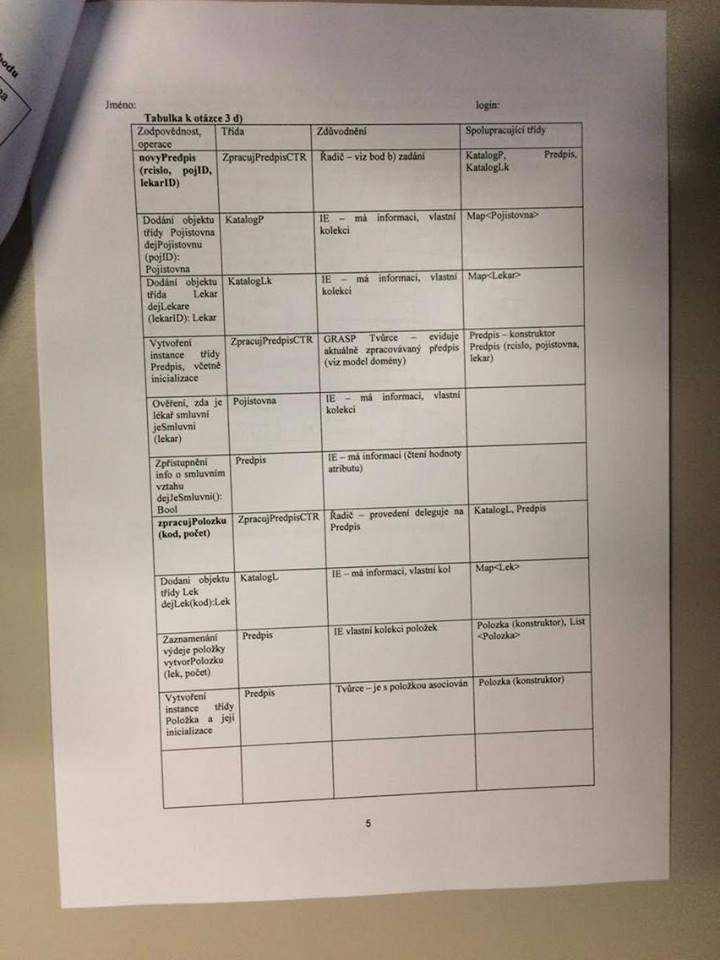 bodu
na
Jméno: login:
Tabulka k otázce 3 d)
Zodpovědnost, Třída Zdůvodnění Spolupracující třídy
operace
novyPredpis ZpracujPredpisCTR Řadič – viz bod b) zadání KatalogP, Predpis,
(rcislo, pojID, KatalogLk
lekarID)
Dodání objektu KatalogP IE – má informaci, vlastní Map<Pojistovna>
třídy Pojistovna kolekci
dejPojistovnu
(pojID):
Pojistovna
Dodání objektu KatalogLk IE – má informaci, vlastní Map<Lekar>
třída Lekar kolekci
dejLekare
(lekarID): Lekar
Vytvoření ZpracujPredpisCTR GRASP Tvůrce – eviduje Predpis – konstruktor
instance třídy aktuálně zpracovávaný předpis Predpis (rcislo, pojistovna,
Predpis, včetně (viz model domény) lekar)
inicializace
Ověření, zda je Pojistovna IE – má informaci, vlastní
lékař smluvní kolekci
jeSmluvni
(lekar)
Zpřístupnění Predpis IE – má informaci (čtení hodnoty
info o smluvním atributu)
vztahu
dejJeSmluvni():
Bool
zpracujPolozku ZpracujPredpisCTR Řadič – provedení deleguje na KatalogL, Predpis
(kod, počet) Predpis
Dodani objektu KatalogL IE – má informaci, vlastní kol Map<Lek>
třídy Lek
dejLek(kod):Lek
Zaznamenání Predpis IE vlastní kolekci položek Polozka (konstruktor), List
výdeje položky <Polozka>
vytvorPolozku
(lek, počet)
Vytvoření Predpis Tvůrce – je s položkou asociován Polozka (konstruktor)
instance třídy
Položka a její
inicializace
5